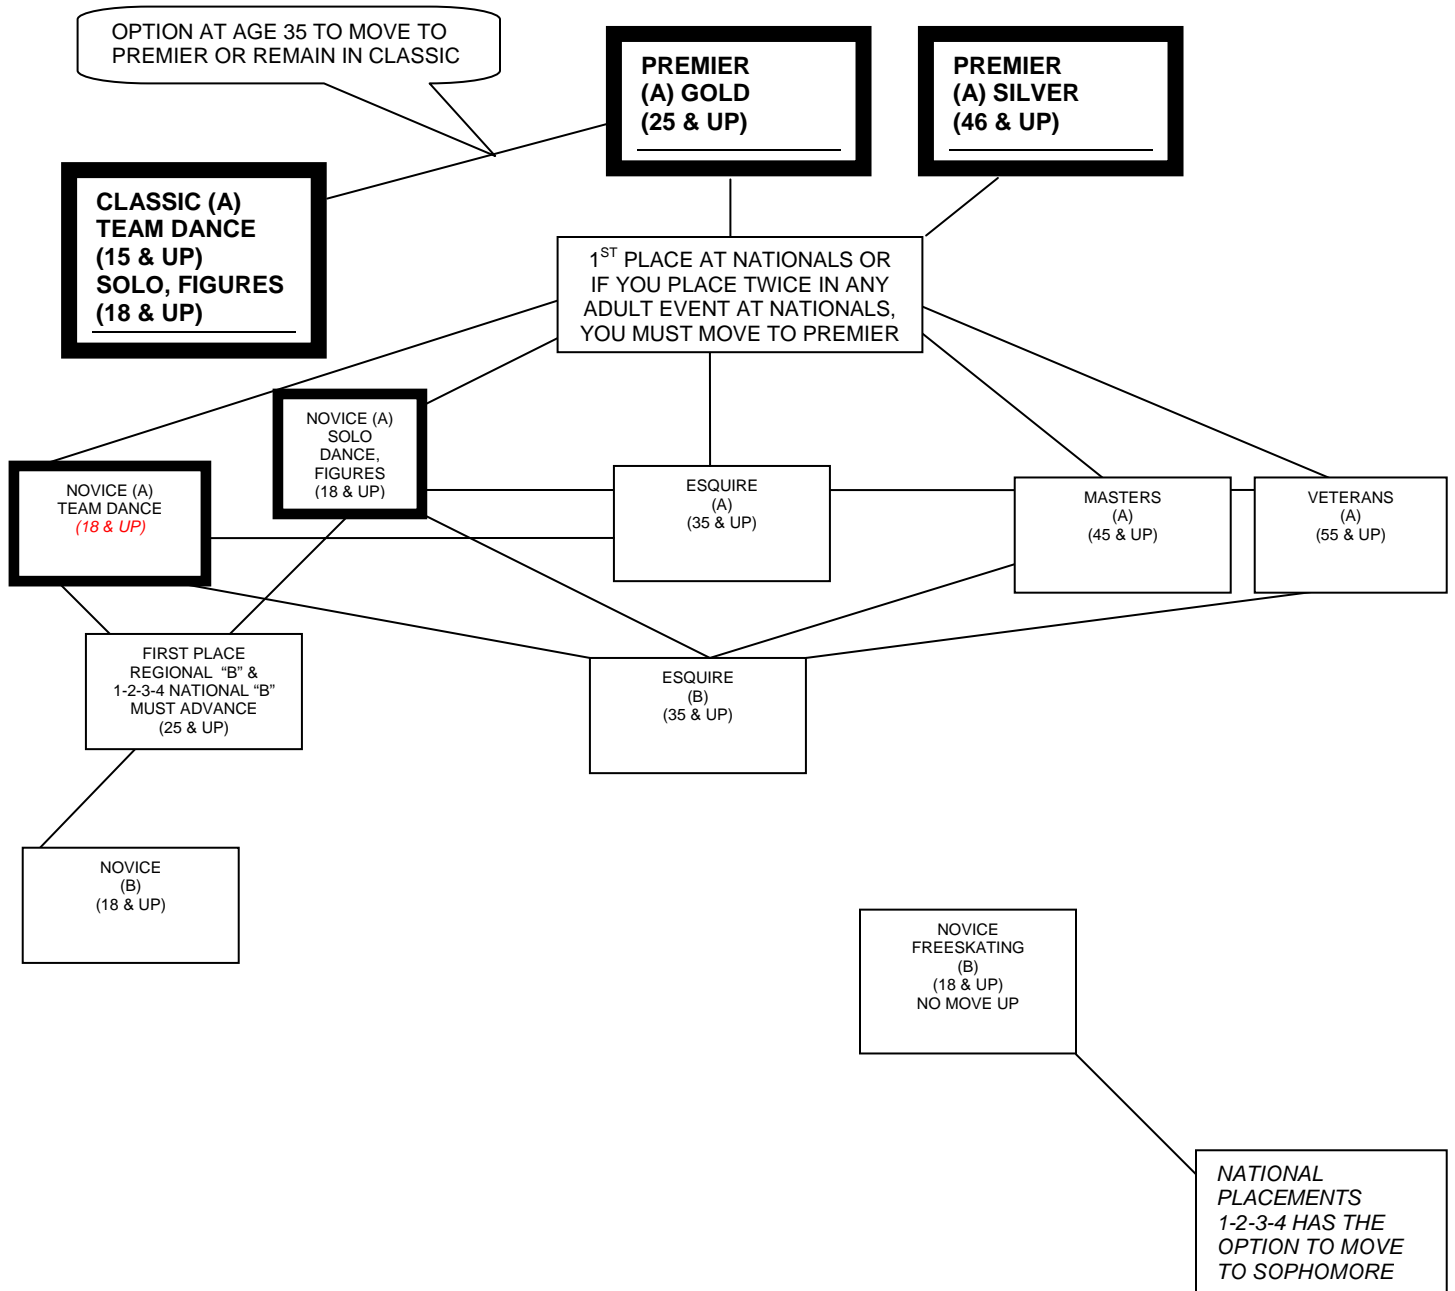 OPTION AT AGE 35 TO MOVE TO
PREMIER OR REMAIN IN CLASSIC
PREMIER
(A) GOLD
(25 & UP)
PREMIER
(A) SILVER
(46 & UP)
CLASSIC (A)
TEAM DANCE
(15 & UP)
SOLO, FIGURES
(18 & UP)
1ST PLACE AT NATIONALS OR
IF YOU PLACE TWICE IN ANY
ADULT EVENT AT NATIONALS,
YOU MUST MOVE TO PREMIER
NOVICE (A)
SOLO
DANCE,
FIGURES
(18 & UP)
NOVICE (A)
TEAM DANCE
(18 & UP)
ESQUIRE
(A)
(35 & UP)
MASTERS
(A)
(45 & UP)
VETERANS
(A)
(55 & UP)
FIRST PLACE
REGIONAL “B” &
1-2-3-4 NATIONAL “B”
MUST ADVANCE
(25 & UP)
ESQUIRE
(B)
(35 & UP)
NOVICE
(B)
(18 & UP)
NOVICE
FREESKATING
(B)
(18 & UP)
NO MOVE UP
NATIONAL
PLACEMENTS
1-2-3-4 HAS THE
OPTION TO MOVE
TO SOPHOMORE